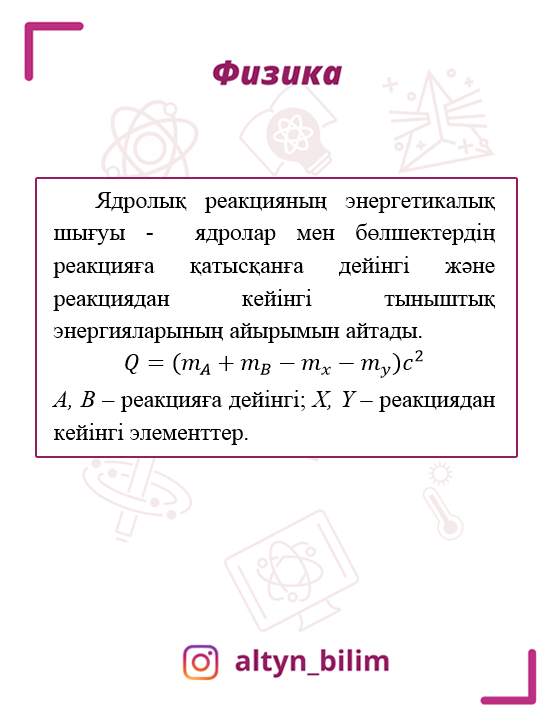 Физика
Ядролық реакцияның энергетикалық
шығуы - ядролар мен бөлшектердің
реакцияға қатысқанға дейінгі және
реакциядан кейінгі тыныштық
энергияларының айырымын айтады.
Q = (m_A + m_B − m_x − m_y)c²
A, B – реакцияға дейінгі; X, Y – реакциядан
кейінгі элементтер.
altyn_bilim